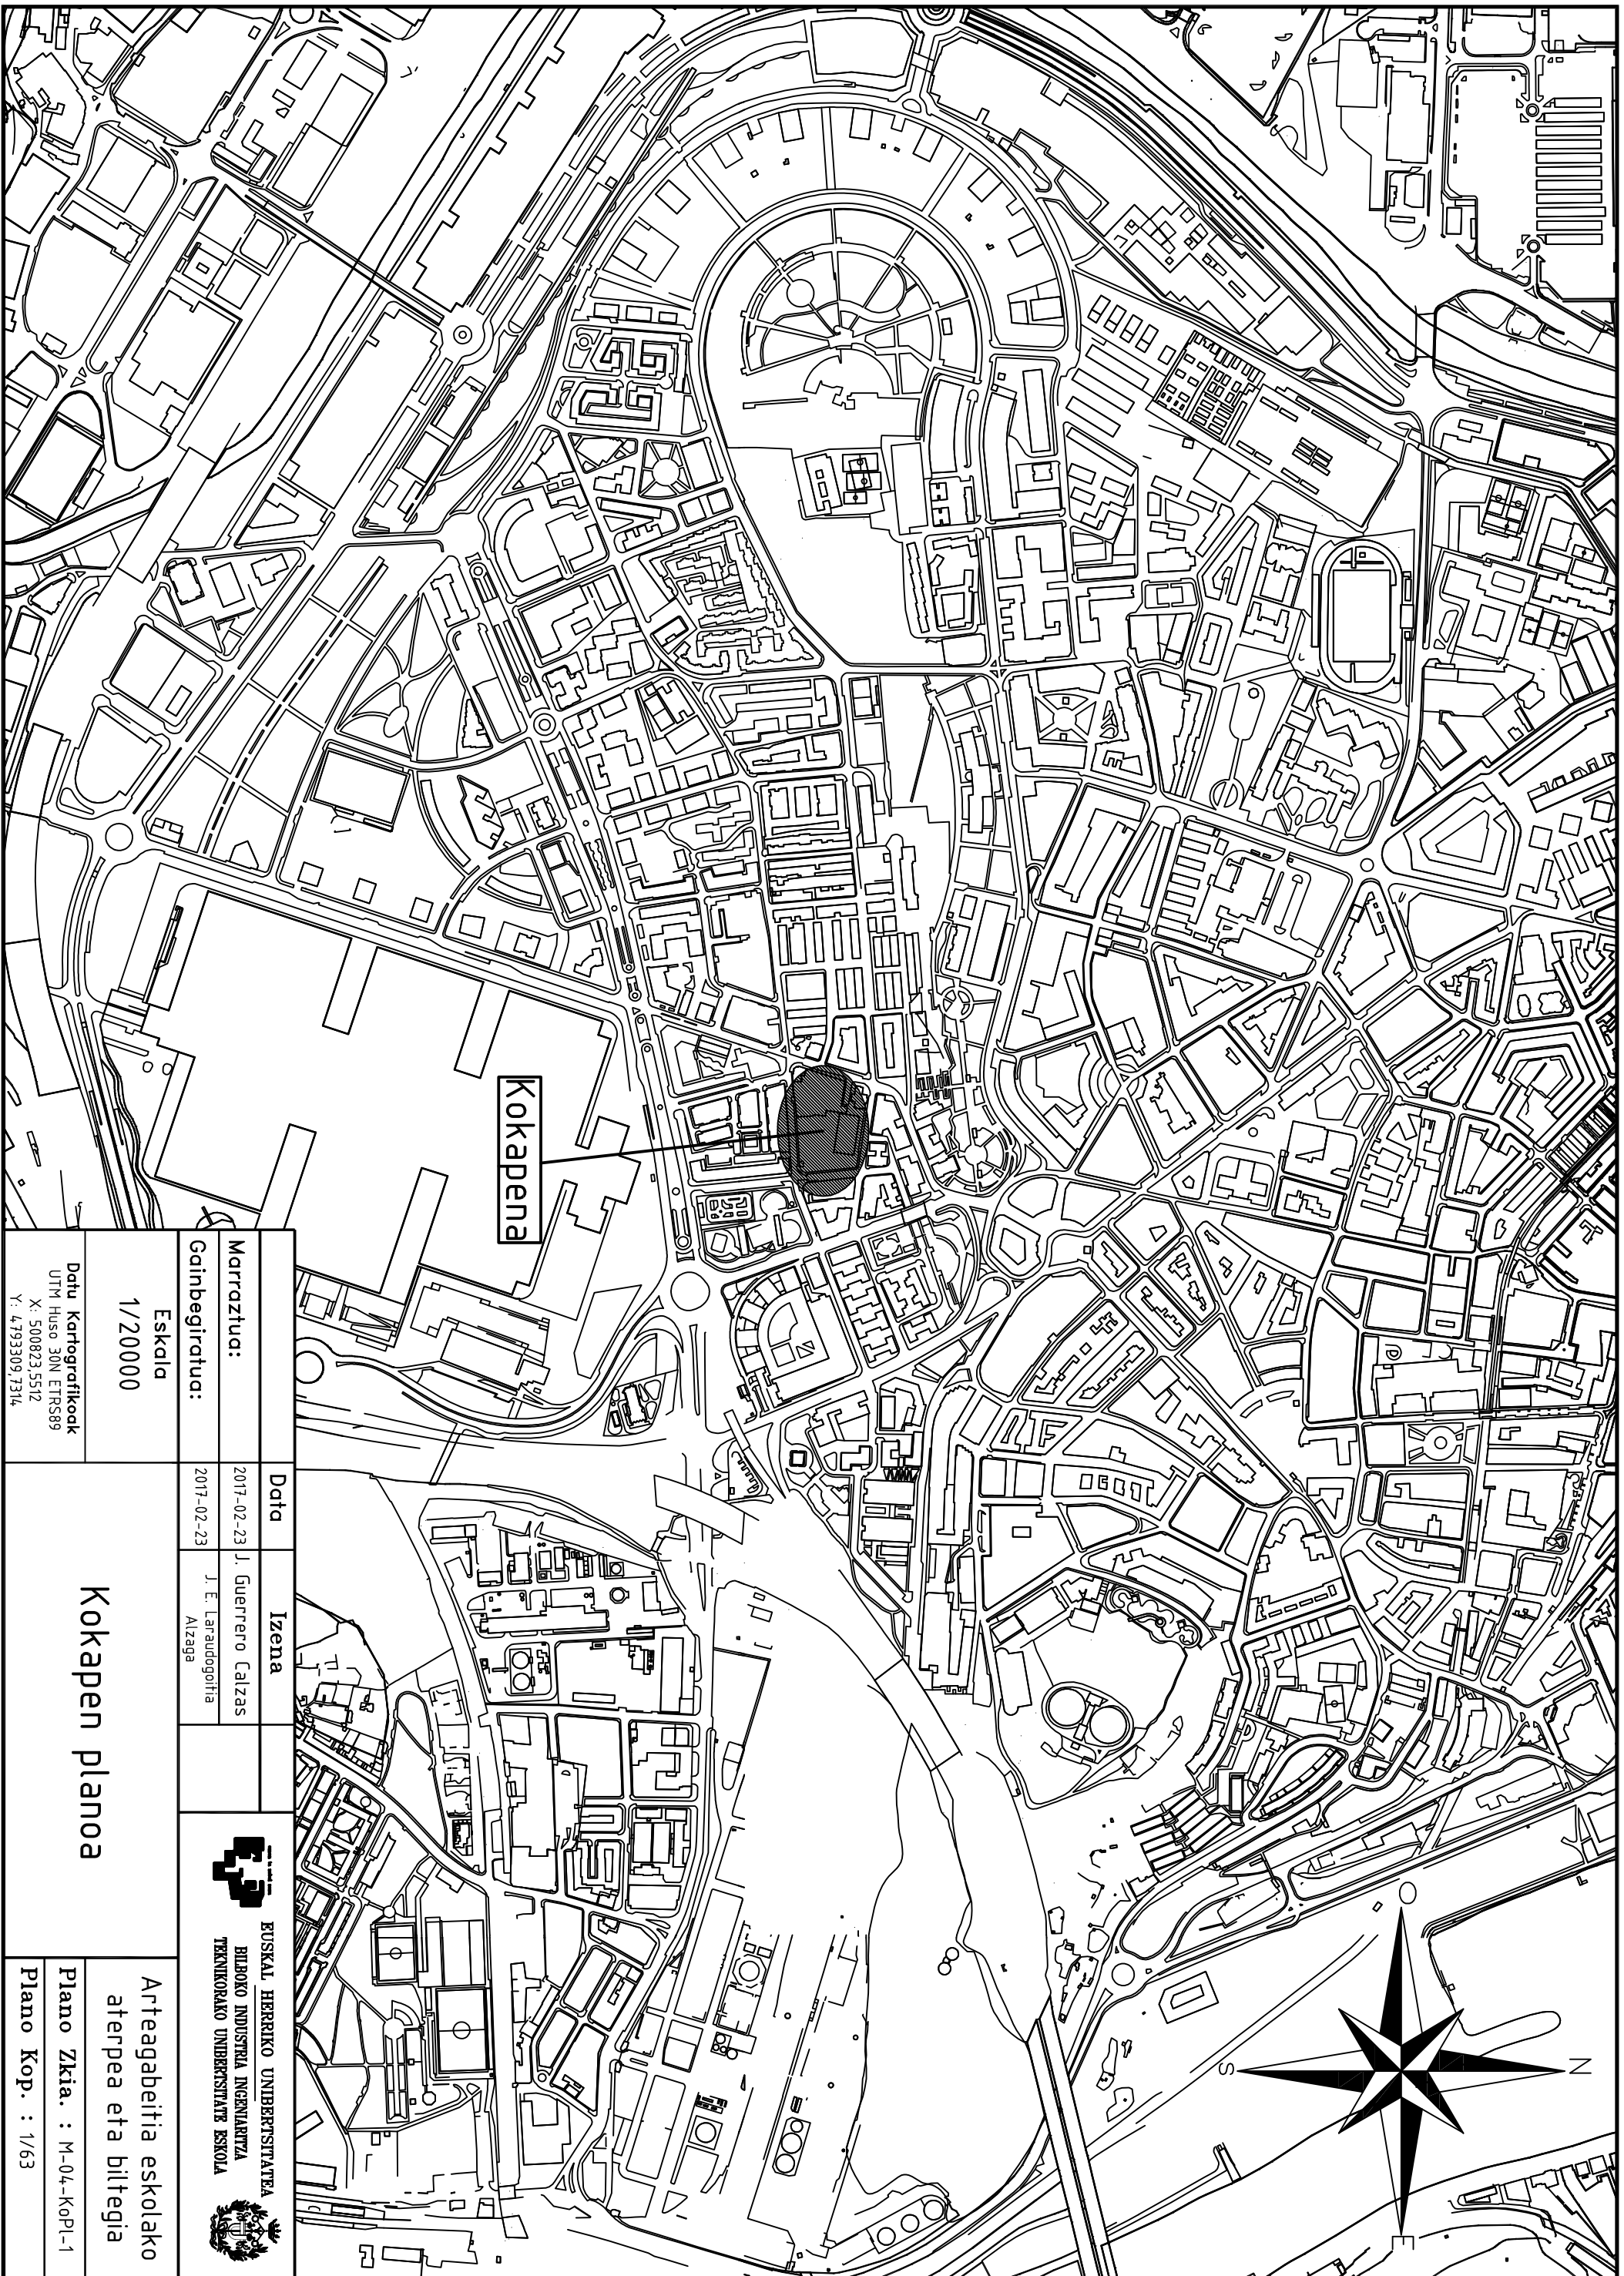 N
O
E
S
Kokapena
Data
Izena
Marraztua:
2017-02-23
J. Guerrero Calzas
Gainbegiratua:
2017-02-23
J. E. Laraudogoitia
Alzaga
EUSKAL HERRIKO UNIBERTSITATEA
BILBOKO INDUSTRIA INGENIARITZA
TEKNIKORAKO UNIBERTSITATE ESKOLA
Eskala
1/20000
Datu Kartografikoak
UTM Huso 30N ETRS89
X: 500823,5512
Y: 4793309,7314
Kokapen planoa
Arteagabeitia eskolako
aterpea eta biltegia
Plano Zkia. : M-04-KoPl-1
Plano Kop. : 1/63